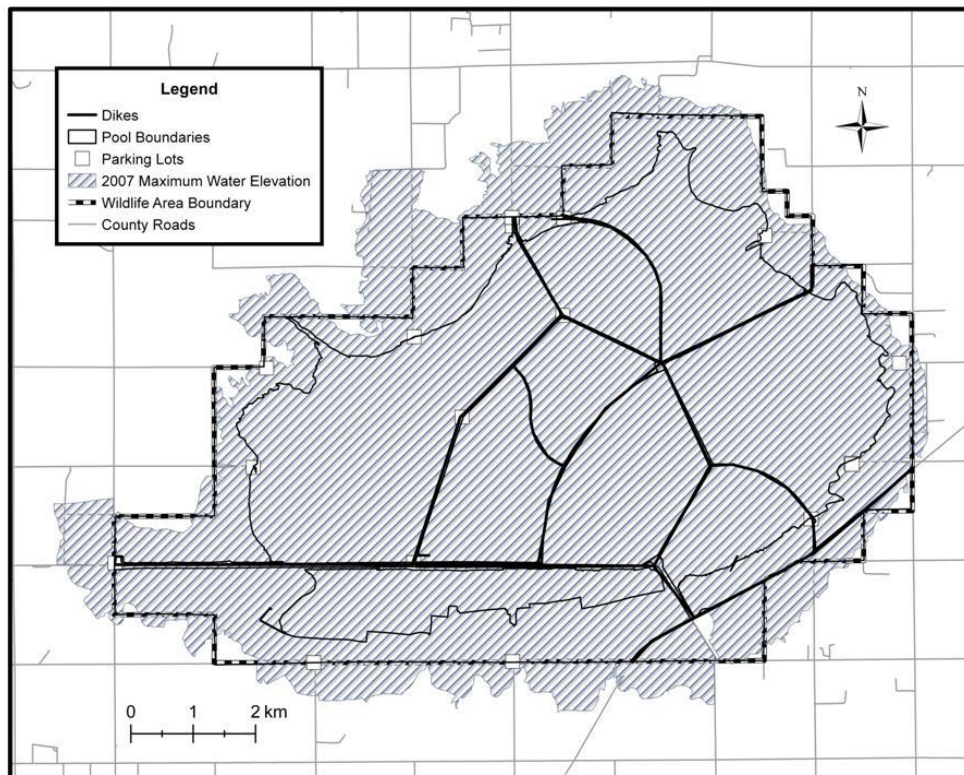 Legend
Dikes
Pool Boundaries
Parking Lots
2007 Maximum Water Elevation
Wildlife Area Boundary
County Roads
N
0 1 2 km